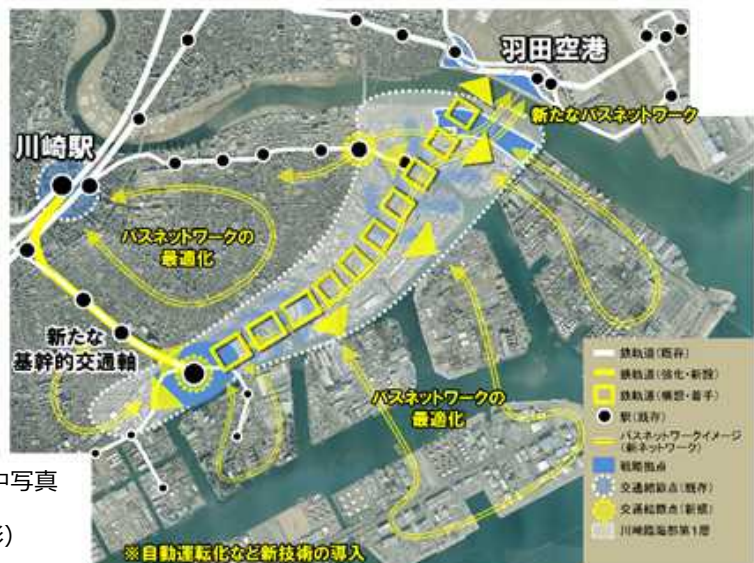 羽田空港
新たなバスネットワーク
川崎駅
バスネットワークの
最適化
新たな
基幹的交通軸
バスネットワークの
最適化
※自動運転化など新技術の導入
中写真
鉄軌道(既存)
鉄軌道(強化・新設)
鉄軌道(構想・着手)
駅(既存)
バスネットワークイメージ
(新ネットワーク)
戦略拠点
交通結節点(既存)
交通結節点(新規)
川崎臨海部第1層